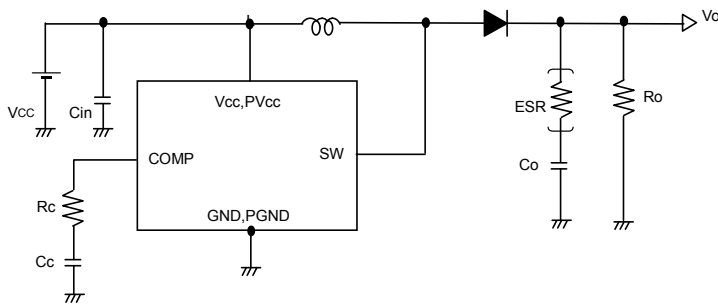 Vo
Vcc,PVcc
VCC
Cin
ESR
Ro
COMP
SW
Co
Rc
GND,PGND
Cc